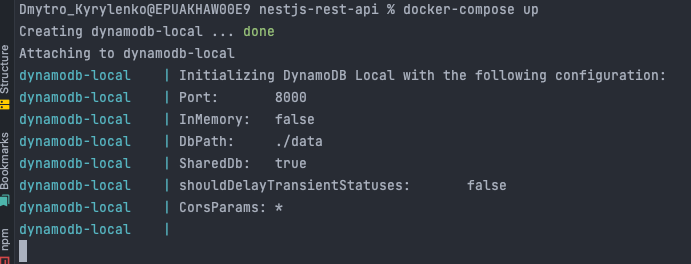 Dmytro_Kyrylenko@EPUAKHAW00E9 nestjs-rest-api % docker-compose up
Creating dynamodb-local ... done
Attaching to dynamodb-local
dynamodb-local    | Initializing DynamoDB Local with the following configuration:
dynamodb-local    | Port:       8000
dynamodb-local    | InMemory:   false
dynamodb-local    | DbPath:     ./data
dynamodb-local    | SharedDb:   true
dynamodb-local    | shouldDelayTransientStatuses:       false
dynamodb-local    | CorsParams: *
dynamodb-local    |
Structure
Bookmarks
npm